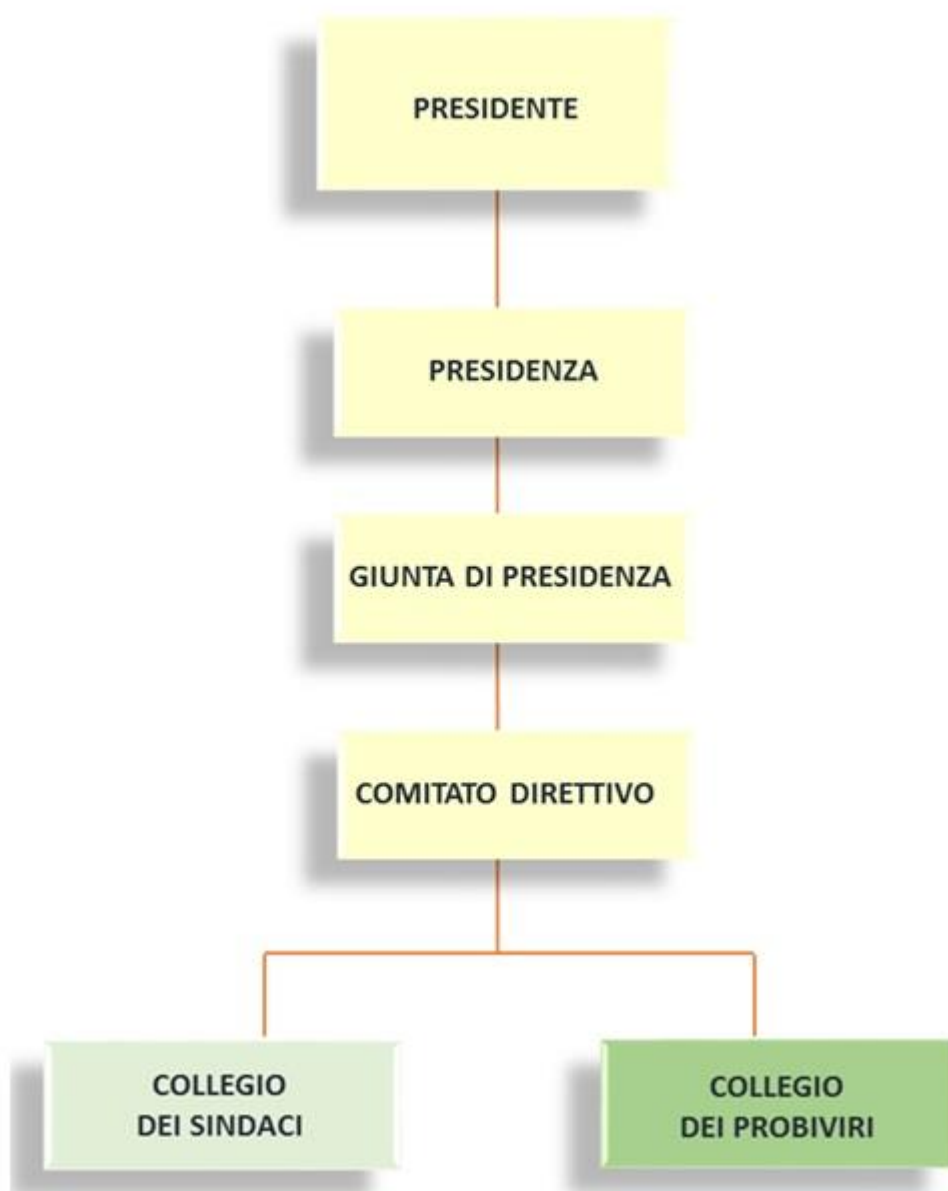 PRESIDENTE
PRESIDENZA
GIUNTA DI PRESIDENZA
COMITATO DIRETTIVO
COLLEGIO
DEI SINDACI
COLLEGIO
DEI PROBIVIRI